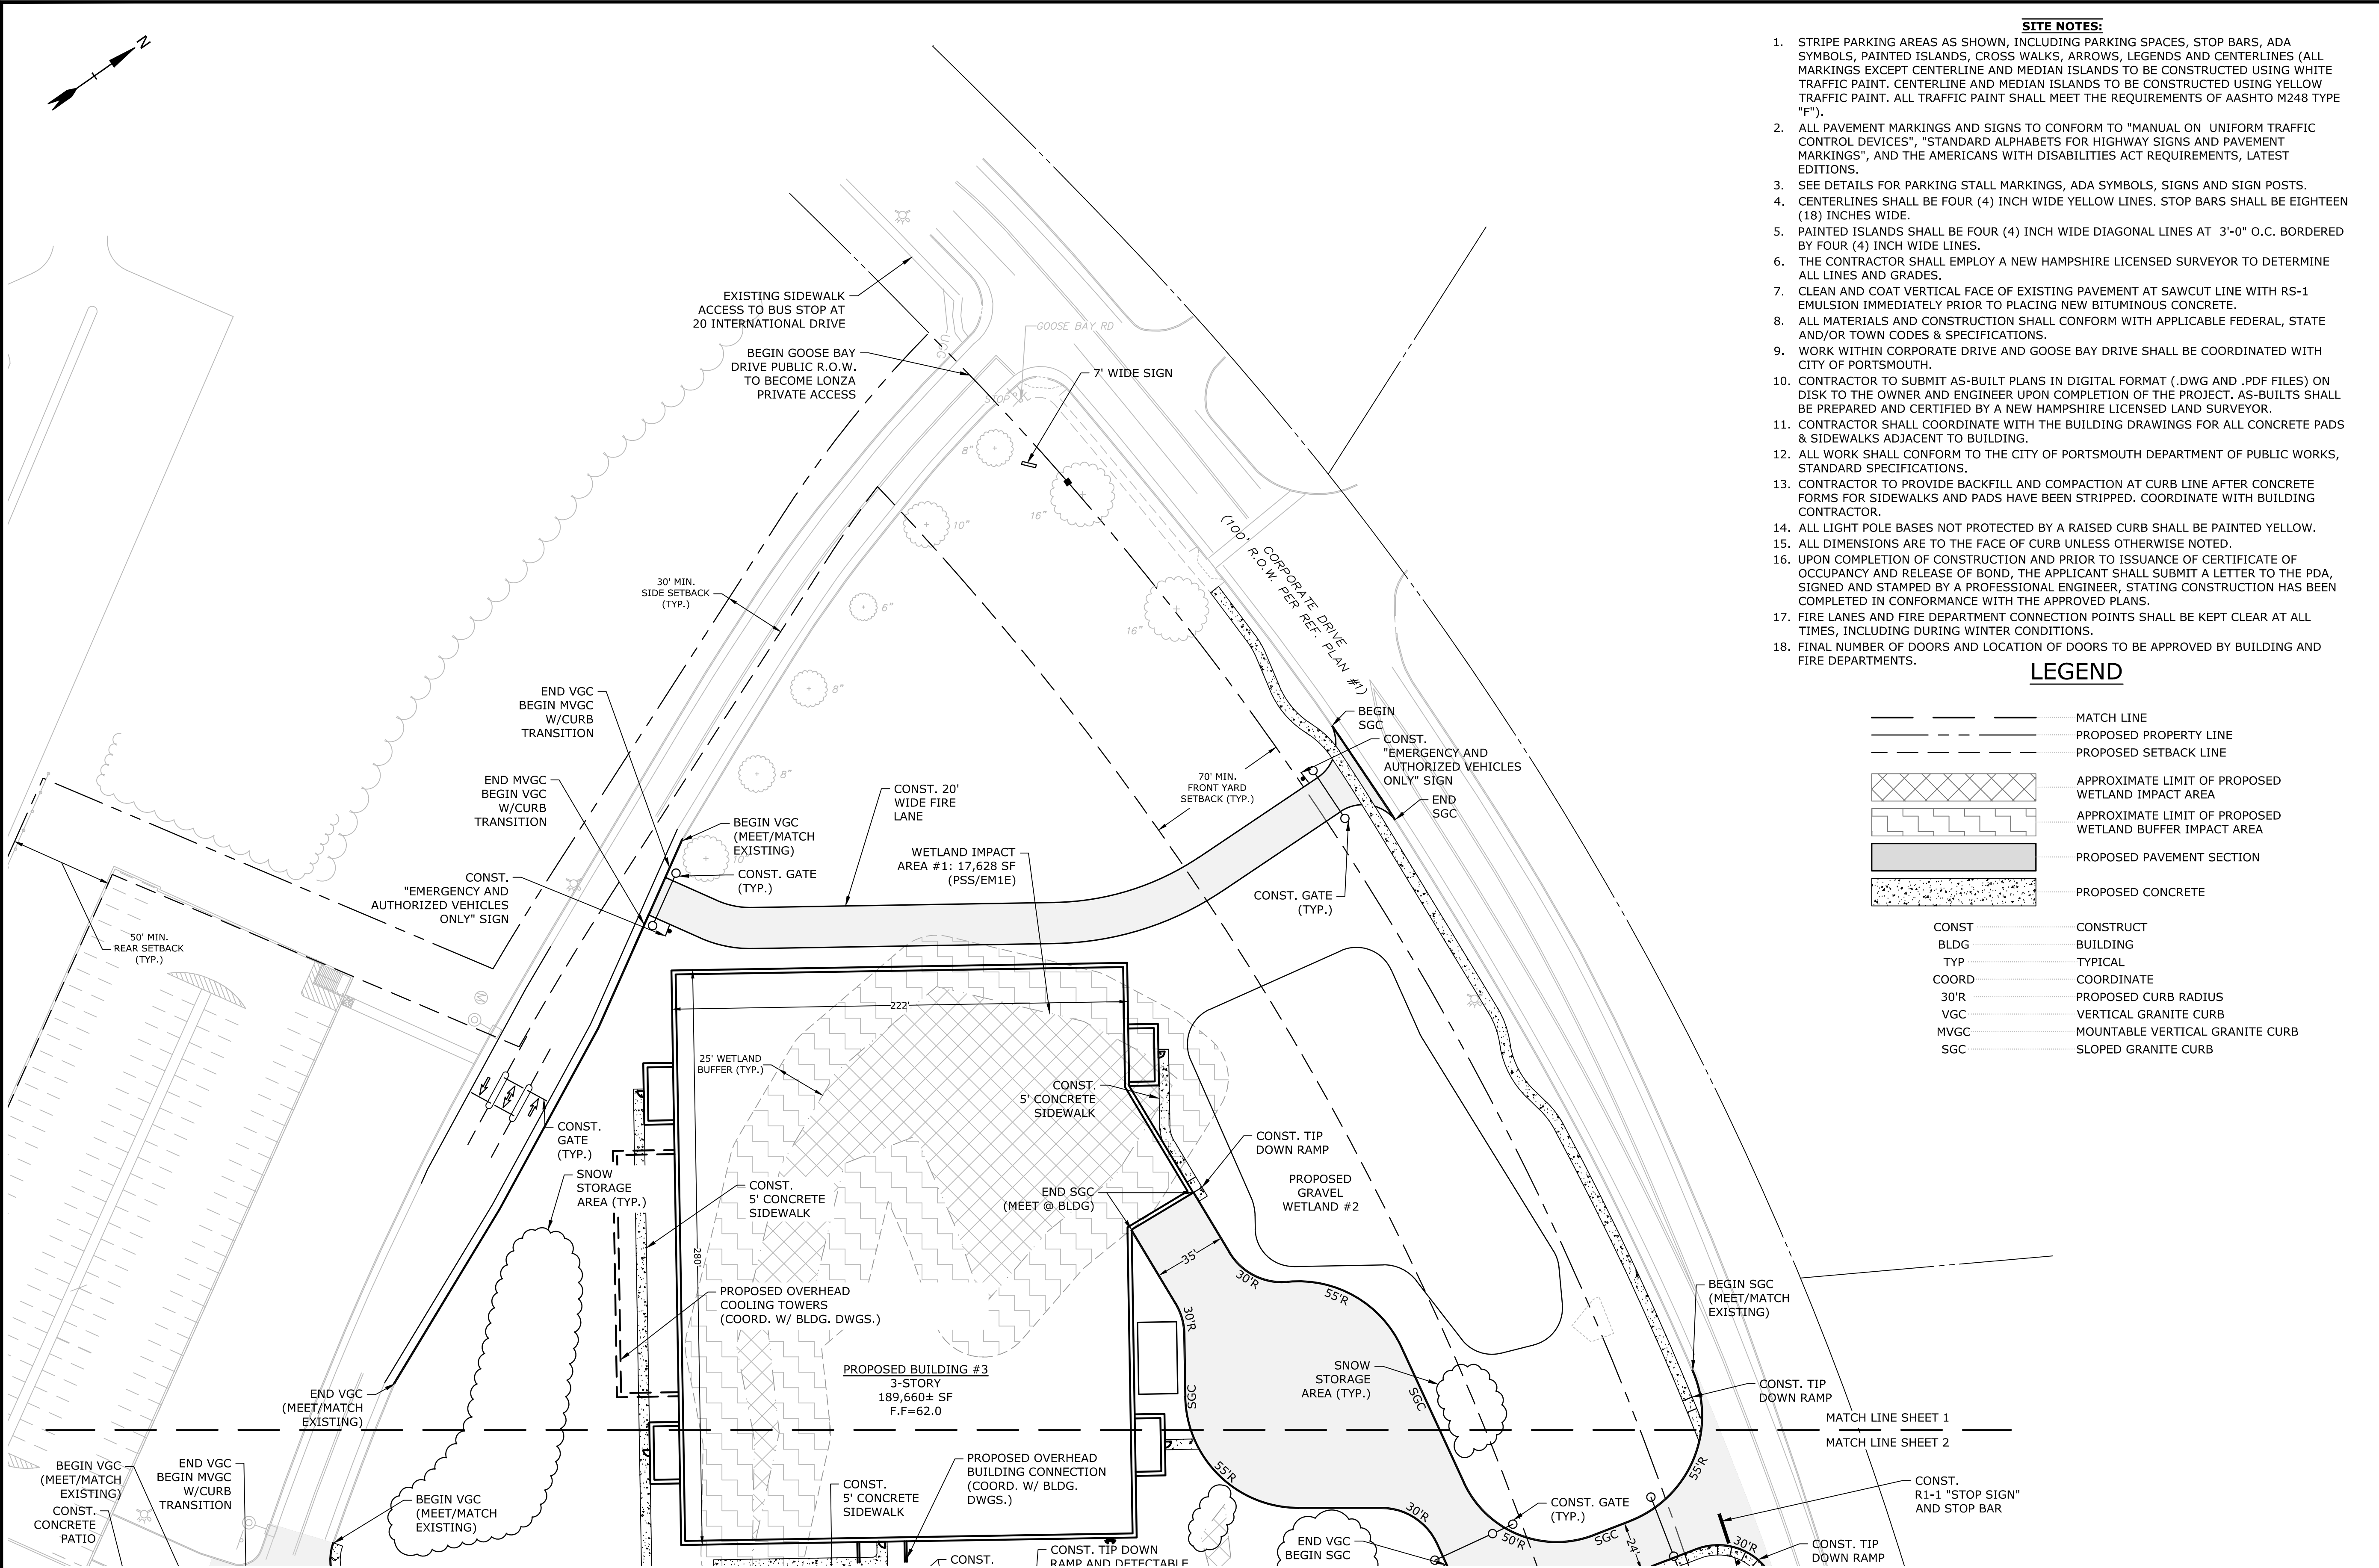 N
SITE NOTES:
1. STRIPE PARKING AREAS AS SHOWN, INCLUDING PARKING SPACES, STOP BARS, ADA
SYMBOLS, PAINTED ISLANDS, CROSS WALKS, ARROWS, LEGENDS AND CENTERLINES (ALL
MARKINGS EXCEPT CENTERLINE AND MEDIAN ISLANDS TO BE CONSTRUCTED USING WHITE
TRAFFIC PAINT. CENTERLINE AND MEDIAN ISLANDS TO BE CONSTRUCTED USING YELLOW
TRAFFIC PAINT. ALL TRAFFIC PAINT SHALL MEET THE REQUIREMENTS OF AASHTO M248 TYPE
"F").
2. ALL PAVEMENT MARKINGS AND SIGNS TO CONFORM TO "MANUAL ON UNIFORM TRAFFIC
CONTROL DEVICES", "STANDARD ALPHABETS FOR HIGHWAY SIGNS AND PAVEMENT
MARKINGS", AND THE AMERICANS WITH DISABILITIES ACT REQUIREMENTS, LATEST
EDITIONS.
3. SEE DETAILS FOR PARKING STALL MARKINGS, ADA SYMBOLS, SIGNS AND SIGN POSTS.
4. CENTERLINES SHALL BE FOUR (4) INCH WIDE YELLOW LINES. STOP BARS SHALL BE EIGHTEEN
(18) INCHES WIDE.
5. PAINTED ISLANDS SHALL BE FOUR (4) INCH WIDE DIAGONAL LINES AT 3'-0" O.C. BORDERED
BY FOUR (4) INCH WIDE LINES.
6. THE CONTRACTOR SHALL EMPLOY A NEW HAMPSHIRE LICENSED SURVEYOR TO DETERMINE
ALL LINES AND GRADES.
7. CLEAN AND COAT VERTICAL FACE OF EXISTING PAVEMENT AT SAWCUT LINE WITH RS-1
EMULSION IMMEDIATELY PRIOR TO PLACING NEW BITUMINOUS CONCRETE.
8. ALL MATERIALS AND CONSTRUCTION SHALL CONFORM WITH APPLICABLE FEDERAL, STATE
AND/OR TOWN CODES & SPECIFICATIONS.
9. WORK WITHIN CORPORATE DRIVE AND GOOSE BAY DRIVE SHALL BE COORDINATED WITH
CITY OF PORTSMOUTH.
10. CONTRACTOR TO SUBMIT AS-BUILT PLANS IN DIGITAL FORMAT (.DWG AND .PDF FILES) ON
DISK TO THE OWNER AND ENGINEER UPON COMPLETION OF THE PROJECT. AS-BUILTS SHALL
BE PREPARED AND CERTIFIED BY A NEW HAMPSHIRE LICENSED LAND SURVEYOR.
11. CONTRACTOR SHALL COORDINATE WITH THE BUILDING DRAWINGS FOR ALL CONCRETE PADS
& SIDEWALKS ADJACENT TO BUILDING.
12. ALL WORK SHALL CONFORM TO THE CITY OF PORTSMOUTH DEPARTMENT OF PUBLIC WORKS,
STANDARD SPECIFICATIONS.
13. CONTRACTOR TO PROVIDE BACKFILL AND COMPACTION AT CURB LINE AFTER CONCRETE
FORMS FOR SIDEWALKS AND PADS HAVE BEEN STRIPPED. COORDINATE WITH BUILDING
CONTRACTOR.
14. ALL LIGHT POLE BASES NOT PROTECTED BY A RAISED CURB SHALL BE PAINTED YELLOW.
15. ALL DIMENSIONS ARE TO THE FACE OF CURB UNLESS OTHERWISE NOTED.
16. UPON COMPLETION OF CONSTRUCTION AND PRIOR TO ISSUANCE OF CERTIFICATE OF
OCCUPANCY AND RELEASE OF BOND, THE APPLICANT SHALL SUBMIT A LETTER TO THE PDA,
SIGNED AND STAMPED BY A PROFESSIONAL ENGINEER, STATING CONSTRUCTION HAS BEEN
COMPLETED IN CONFORMANCE WITH THE APPROVED PLANS.
17. FIRE LANES AND FIRE DEPARTMENT CONNECTION POINTS SHALL BE KEPT CLEAR AT ALL
TIMES, INCLUDING DURING WINTER CONDITIONS.
18. FINAL NUMBER OF DOORS AND LOCATION OF DOORS TO BE APPROVED BY BUILDING AND
FIRE DEPARTMENTS.
LEGEND
MATCH LINE
PROPOSED PROPERTY LINE
PROPOSED SETBACK LINE
APPROXIMATE LIMIT OF PROPOSED
WETLAND IMPACT AREA
APPROXIMATE LIMIT OF PROPOSED
WETLAND BUFFER IMPACT AREA
PROPOSED PAVEMENT SECTION
PROPOSED CONCRETE
CONST CONSTRUCT
BLDG BUILDING
TYP TYPICAL
COORD COORDINATE
30'R PROPOSED CURB RADIUS
VGC VERTICAL GRANITE CURB
MVGC MOUNTABLE VERTICAL GRANITE CURB
SGC SLOPED GRANITE CURB
EXISTING SIDEWALK
ACCESS TO BUS STOP AT
20 INTERNATIONAL DRIVE
BEGIN GOOSE BAY
DRIVE PUBLIC R.O.W.
TO BECOME LONZA
PRIVATE ACCESS
GOOSE BAY RD
7' WIDE SIGN
8"
16"
10"
6"
16"
8"
8"
10"
CORPORATE DRIVE
(100' R.O.W. PER REF. PLAN #1)
30' MIN.
SIDE SETBACK
(TYP.)
END VGC
BEGIN MVGC
W/CURB
TRANSITION
END MVGC
BEGIN VGC
W/CURB
TRANSITION
BEGIN VGC
(MEET/MATCH
EXISTING)
CONST. GATE
(TYP.)
CONST.
"EMERGENCY AND
AUTHORIZED VEHICLES
ONLY" SIGN
CONST. 20'
WIDE FIRE
LANE
WETLAND IMPACT
AREA #1: 17,628 SF
(PSS/EM1E)
70' MIN.
FRONT YARD
SETBACK (TYP.)
BEGIN
SGC
CONST.
"EMERGENCY AND
AUTHORIZED VEHICLES
ONLY" SIGN
END
SGC
CONST. GATE
(TYP.)
50' MIN.
REAR SETBACK
(TYP.)
M
222'
280'
25' WETLAND
BUFFER (TYP.)
CONST.
5' CONCRETE
SIDEWALK
CONST. TIP
DOWN RAMP
END SGC
(MEET @ BLDG)
PROPOSED
GRAVEL
WETLAND #2
CONST.
GATE
(TYP.)
SNOW
STORAGE
AREA (TYP.)
CONST.
5' CONCRETE
SIDEWALK
PROPOSED OVERHEAD
COOLING TOWERS
(COORD. W/ BLDG. DWGS.)
PROPOSED BUILDING #3
3-STORY
189,660± SF
F.F=62.0
35'
30'R
55'R
30'R
SGC
SGC
SNOW
STORAGE
AREA (TYP.)
BEGIN SGC
(MEET/MATCH
EXISTING)
CONST. TIP
DOWN RAMP
MATCH LINE SHEET 1
MATCH LINE SHEET 2
END VGC
(MEET/MATCH
EXISTING)
BEGIN VGC
(MEET/MATCH
EXISTING)
CONST.
CONCRETE
PATIO
END VGC
BEGIN MVGC
W/CURB
TRANSITION
BEGIN VGC
(MEET/MATCH
EXISTING)
CONST.
5' CONCRETE
SIDEWALK
PROPOSED OVERHEAD
BUILDING CONNECTION
(COORD. W/ BLDG.
DWGS.)
CONST.
CONST. TIP DOWN
RAMP AND DETECTABLE
55'R
30'R
END VGC
BEGIN SGC
CONST. GATE
(TYP.)
50'R
SGC
24'
55'R
30'R
CONST.
R1-1 "STOP SIGN"
AND STOP BAR
CONST. TIP
DOWN RAMP